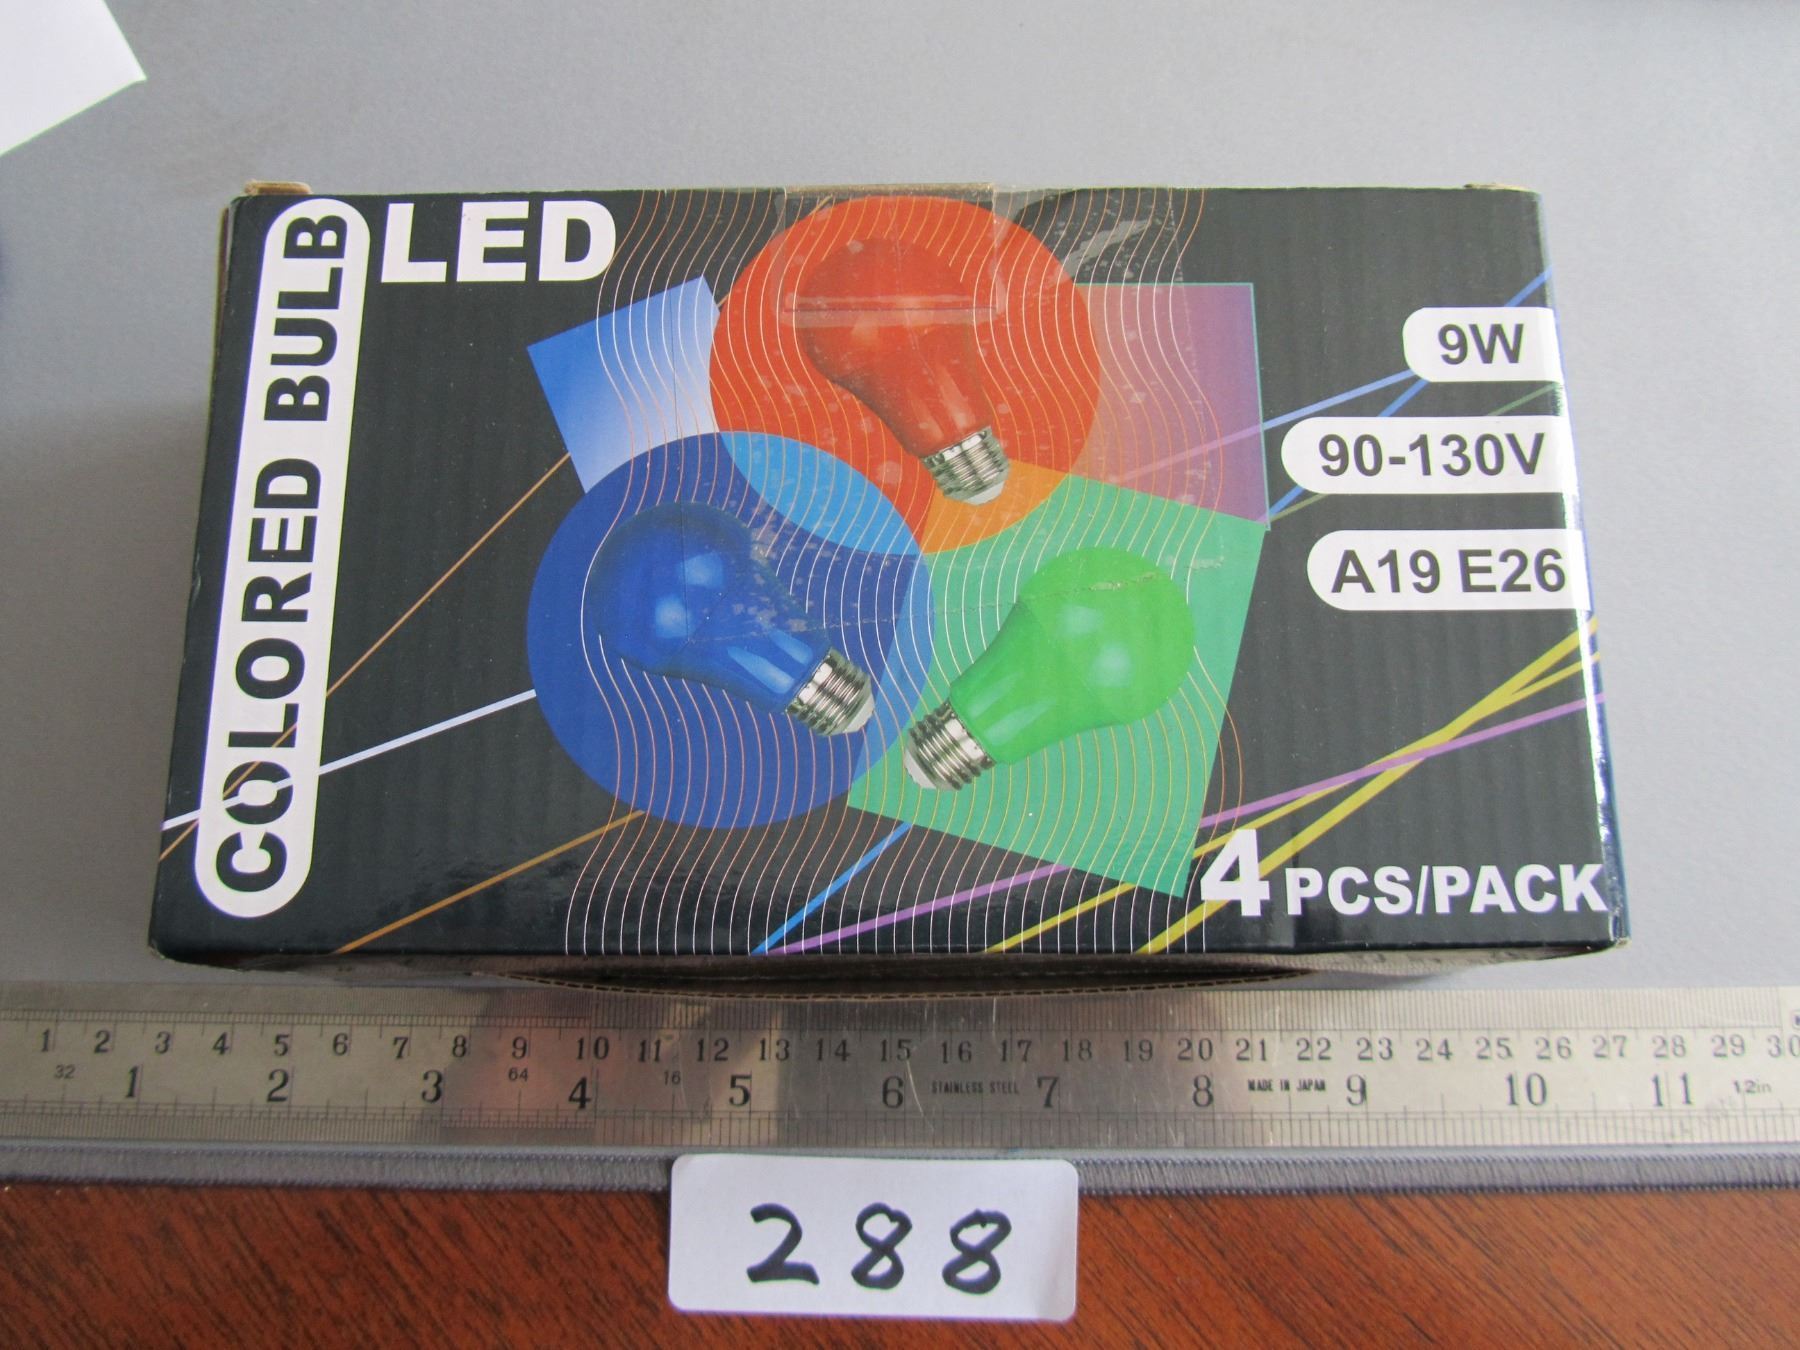 COLORED BULB
LED
9W
90-130V
A19 E26
4 PCS/PACK
1 2 3 4 5 6 7 8 9 10 11 12 13 14 15 16 17 18 19 20 21 22 23 24 25 26 27 28 29 30
32 64 16
1 2 3 4 5 6 STAINLESS STEEL 7 8 MADE IN JAPAN 9 10 11 12in
288